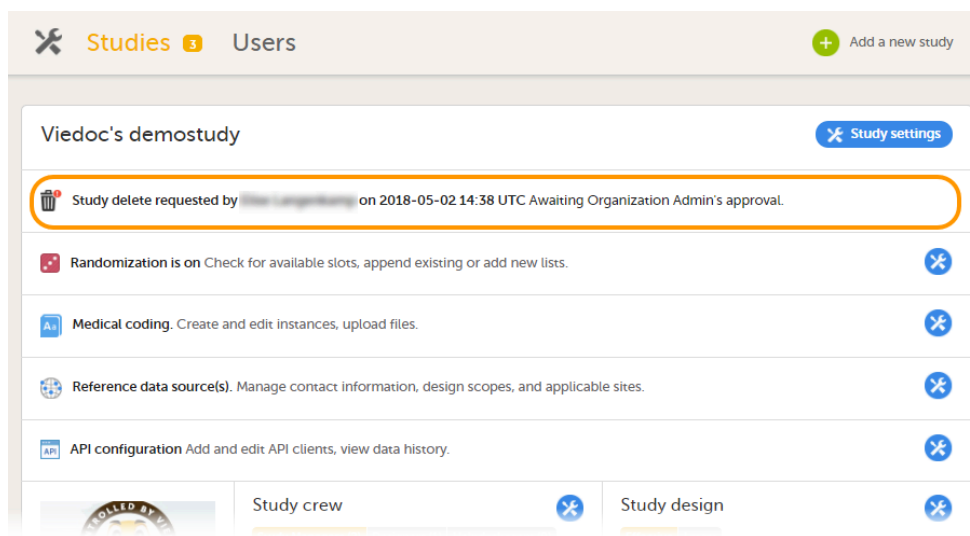 Studies 3 Users
Add a new study
Viedoc's demostudy
Study settings
Study delete requested by on 2018-05-02 14:38 UTC Awaiting Organization Admin's approval.
Randomization is on Check for available slots, append existing or add new lists.
Aa Medical coding. Create and edit instances, upload files.
Reference data source(s). Manage contact information, design scopes, and applicable sites.
API API configuration Add and edit API clients, view data history.
Study crew
Study design